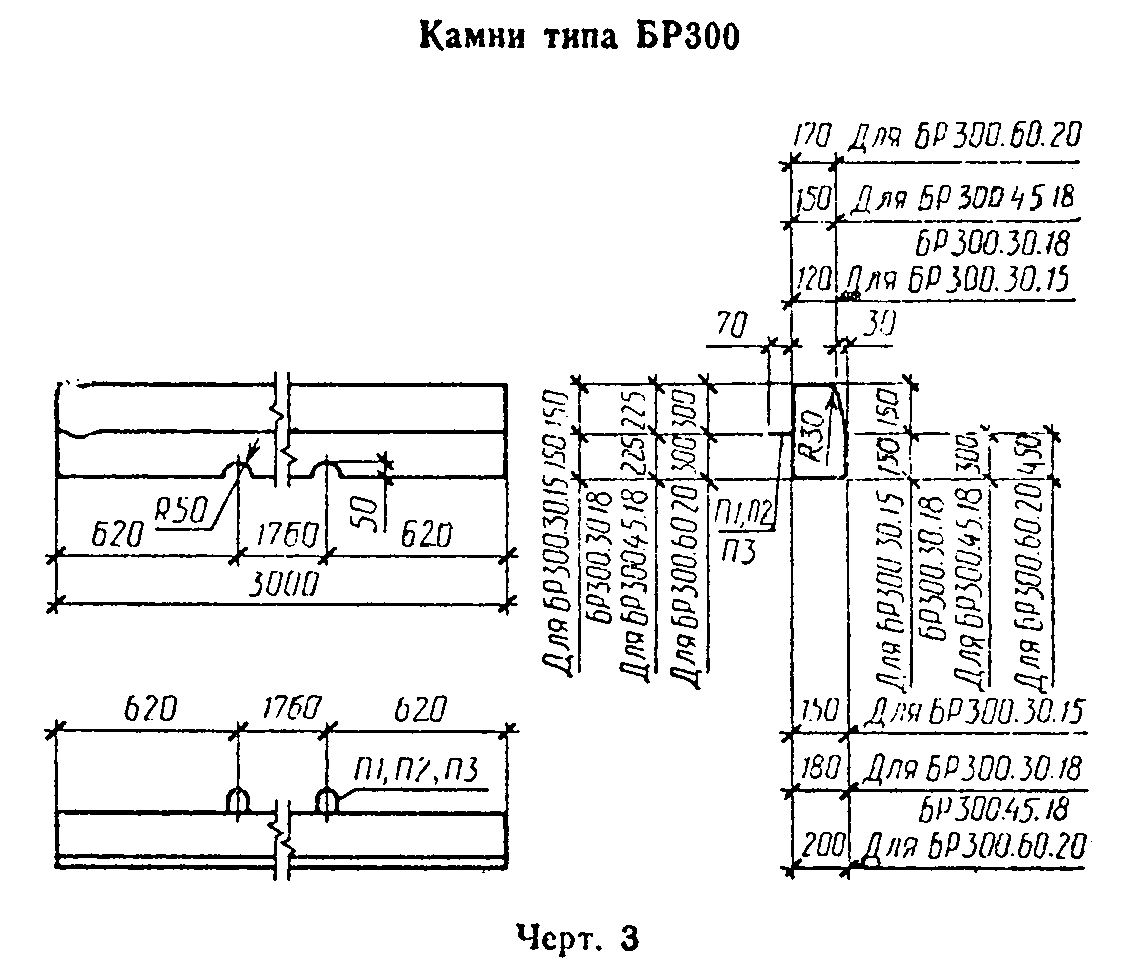 Камни типа БР300
170 Для БР300.60.20
150 Для БР300 45.18
БР300.30.18
120 Для БР300.30.15
70
30
R50
50
620
1760
620
3000
150 150
Для БР300.30.15
БР300.30.18
225 225
Для БР300 45.18
300 300
Для БР300.60 20
П1, П2
П3
R30
150 150
Для БР300 30.15
БР300.30.18
300
Для БР300.45.18
450
Для БР300.60.20
620
1760
620
П1, П2, П3
150 Для БР300.30.15
180 Для БР300.30.18
БР300.45.18
200 Для БР300.60.20
Черт. 3